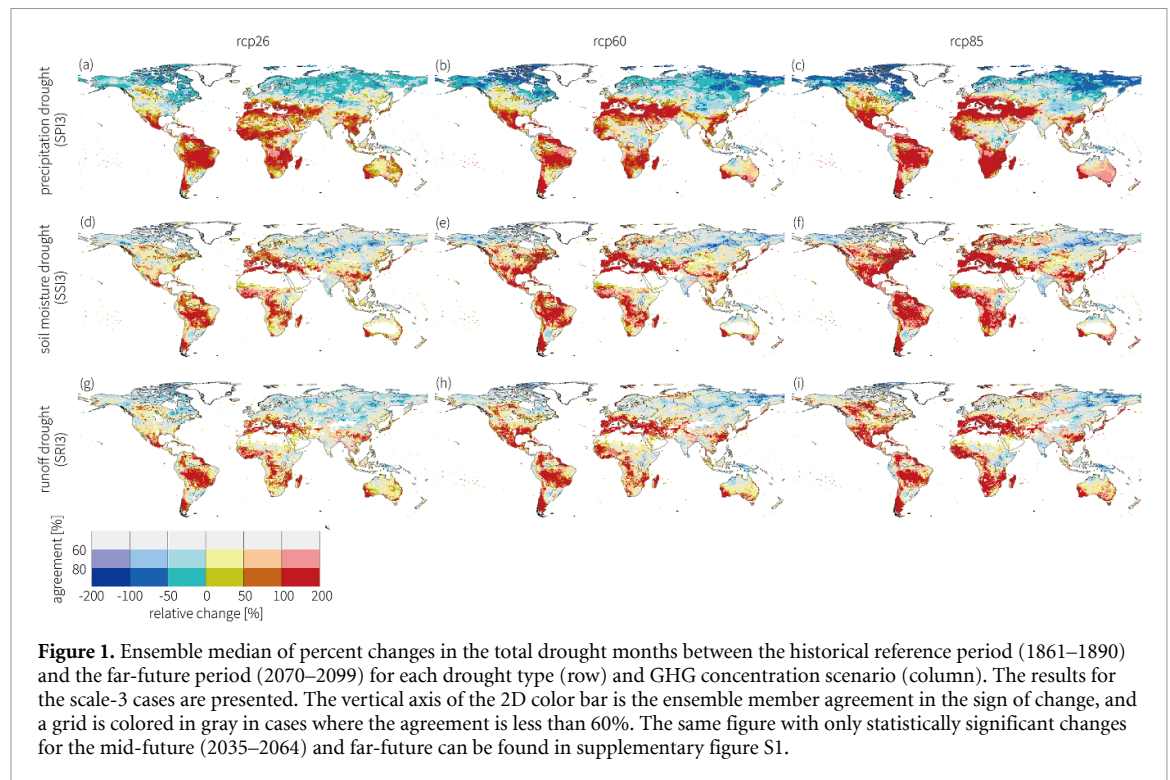 rcp26 rcp60 rcp85
precipitation drought
(SPI3)
(a) (b) (c)
soil moisture drought
(SSI3)
(d) (e) (f)
runoff drought
(SRI3)
(g) (h) (i)
agreement [%]
60
80
-200 -100 -50 0 50 100 200
relative change [%]
Figure 1. Ensemble median of percent changes in the total drought months between the historical reference period (1861–1890)
and the far-future period (2070–2099) for each drought type (row) and GHG concentration scenario (column). The results for
the scale-3 cases are presented. The vertical axis of the 2D color bar is the ensemble member agreement in the sign of change, and
a grid is colored in gray in cases where the agreement is less than 60%. The same figure with only statistically significant changes
for the mid-future (2035–2064) and far-future can be found in supplementary figure S1.